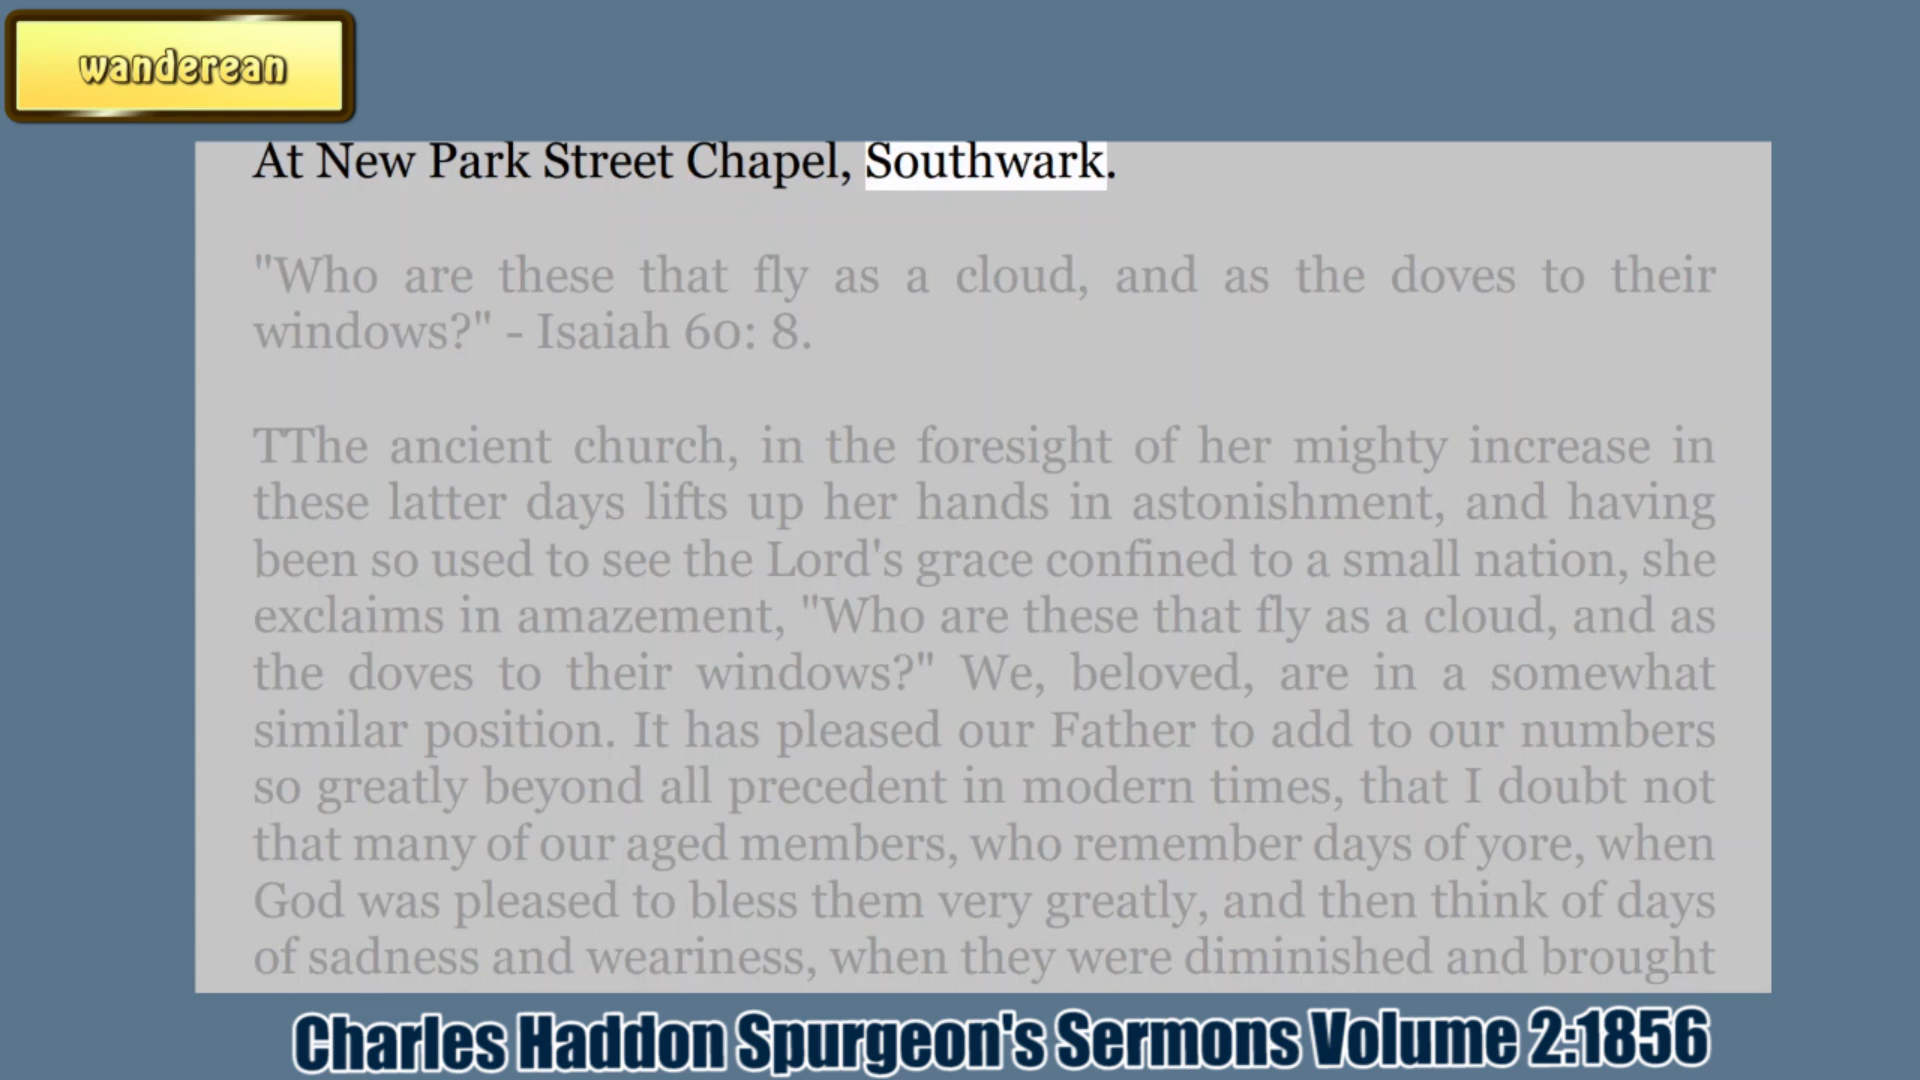 wanderean
At New Park Street Chapel, Southwark.
"Who are these that fly as a cloud, and as the doves to their
windows?" - Isaiah 60: 8.
TThe ancient church, in the foresight of her mighty increase in
these latter days lifts up her hands in astonishment, and having
been so used to see the Lord's grace confined to a small nation, she
exclaims in amazement, "Who are these that fly as a cloud, and as
the doves to their windows?" We, beloved, are in a somewhat
similar position. It has pleased our Father to add to our numbers
so greatly beyond all precedent in modern times, that I doubt not
that many of our aged members, who remember days of yore, when
God was pleased to bless them very greatly, and then think of days
of sadness and weariness, when they were diminished and brought
Charles Haddon Spurgeon's Sermons Volume 2:1856